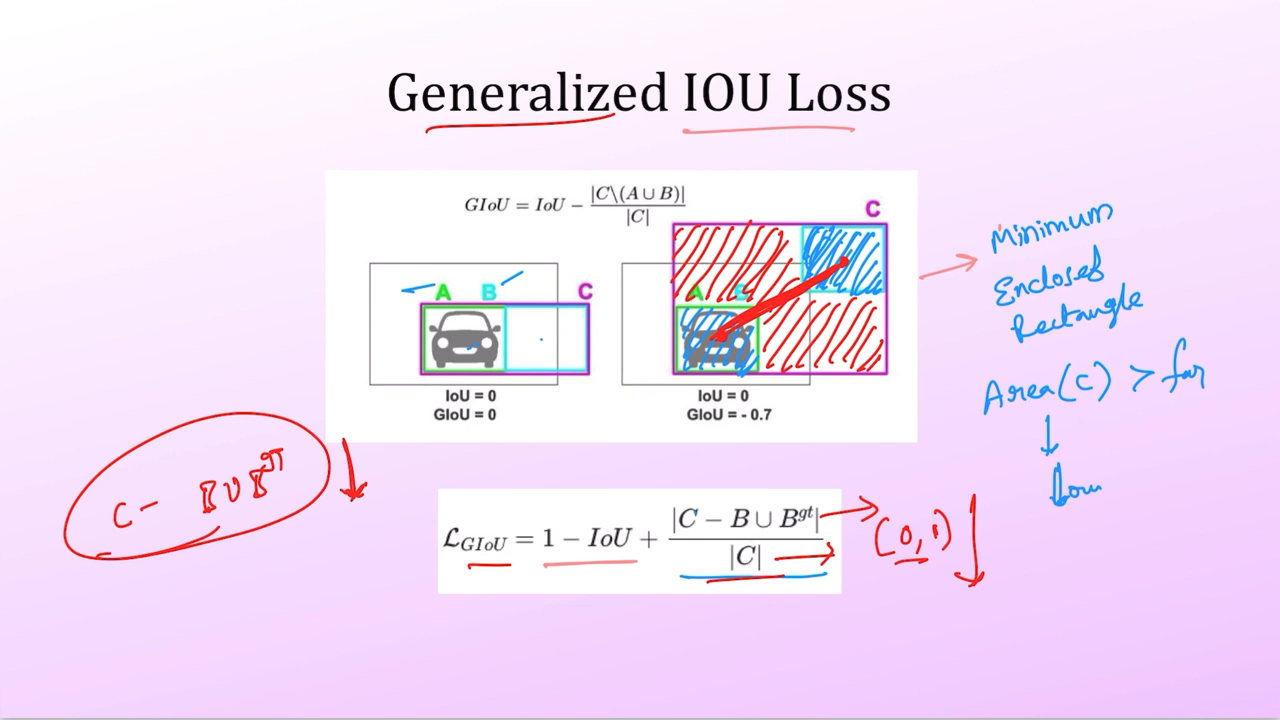 Generalized IOU Loss
GIoU = IoU − |C\(A∪B)| / |C|
C
A B C
A
IoU = 0
GIoU = 0
IoU = 0
GIoU = - 0.7
Minimum
Enclosed
Rectangle
Area(C) > far
↓
low
C − B∪B^gt
ℒ_GIoU = 1 − IoU + |C − B ∪ B^gt| / |C|
(0,1)